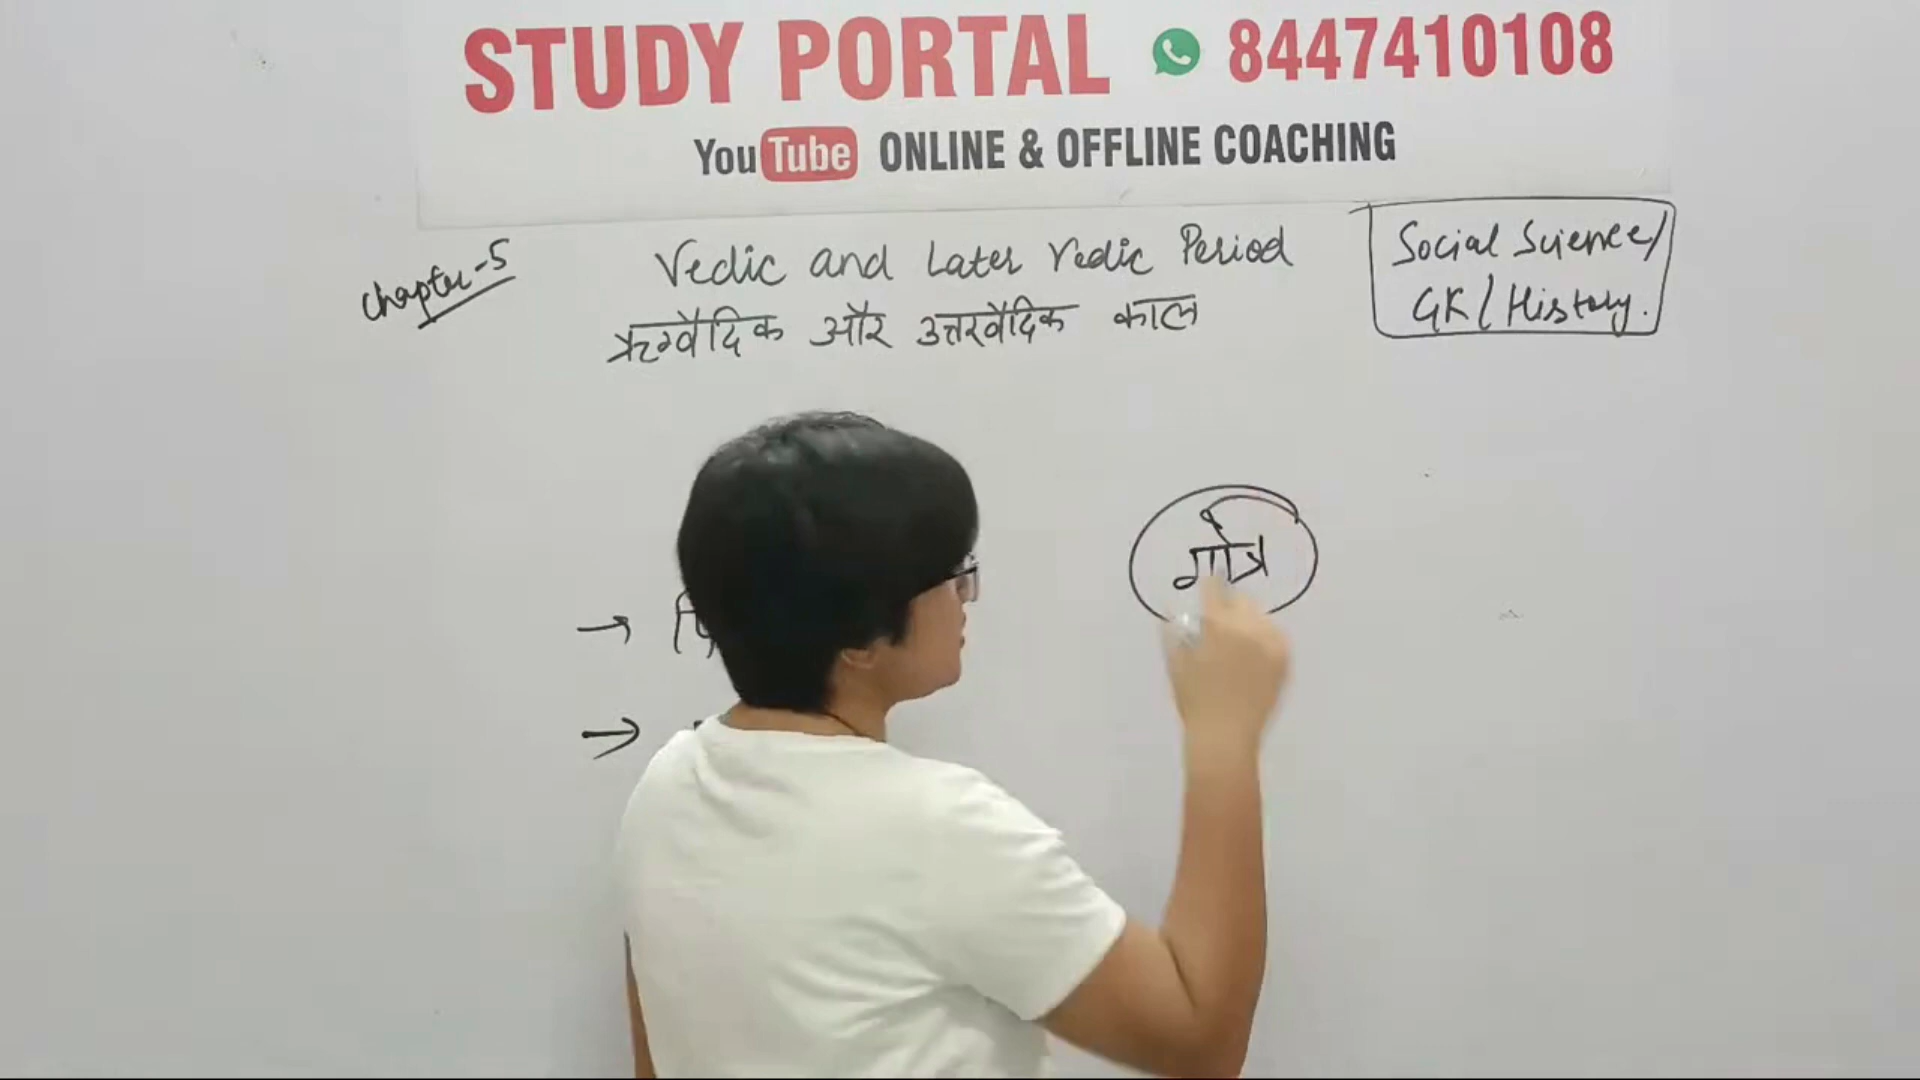 STUDY PORTAL 8447410108
YouTube ONLINE & OFFLINE COACHING
Chapter-5
Vedic and Later Vedic Period
ऋग्वैदिक और उत्तरवैदिक काल
Social Science/
GK/History.
गोत्र
→
→